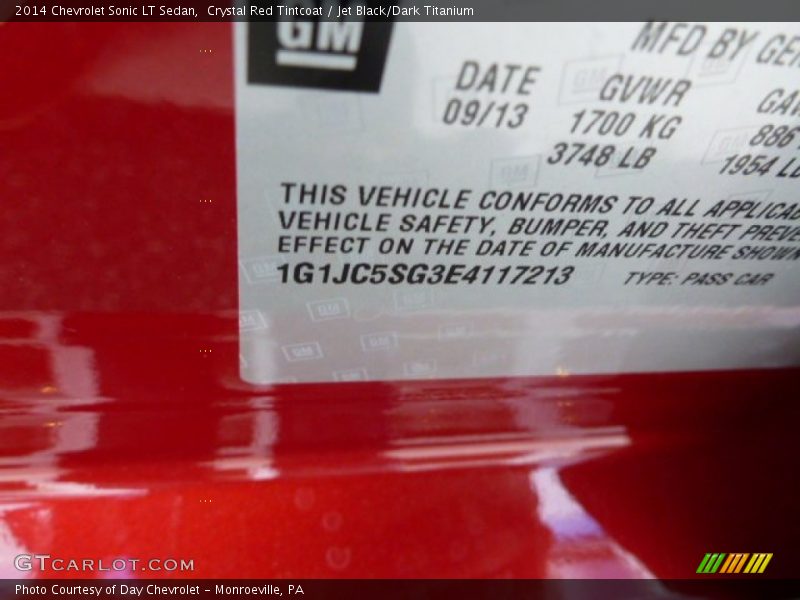 2014 Chevrolet Sonic LT Sedan,  Crystal Red Tintcoat / Jet Black/Dark Titanium
GM
MFD BY
DATE GVWR
09/13 1700 KG
3748 LB 1954
THIS VEHICLE CONFORMS TO ALL
VEHICLE SAFETY, BUMPER, AND THEFT
EFFECT ON THE DATE OF MANUFACTURE SHOWN
1G1JC5SG3E4117213 TYPE: PASS CAR
GTCARLOT.COM
Photo Courtesy of Day Chevrolet - Monroeville, PA